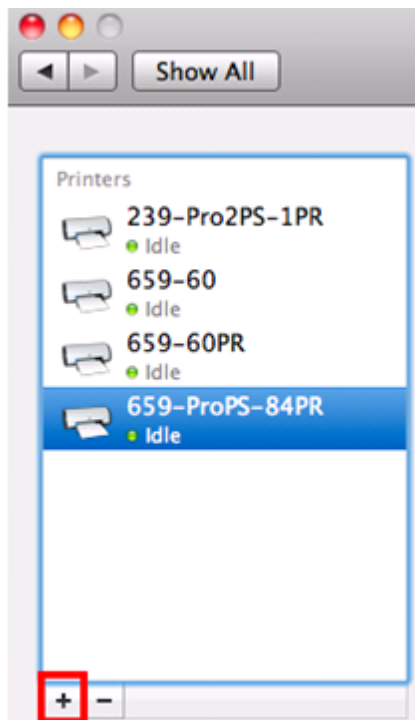 Show All
Printers
239-Pro2PS-1PR
Idle
659-60
Idle
659-60PR
Idle
659-ProPS-84PR
Idle
+ −